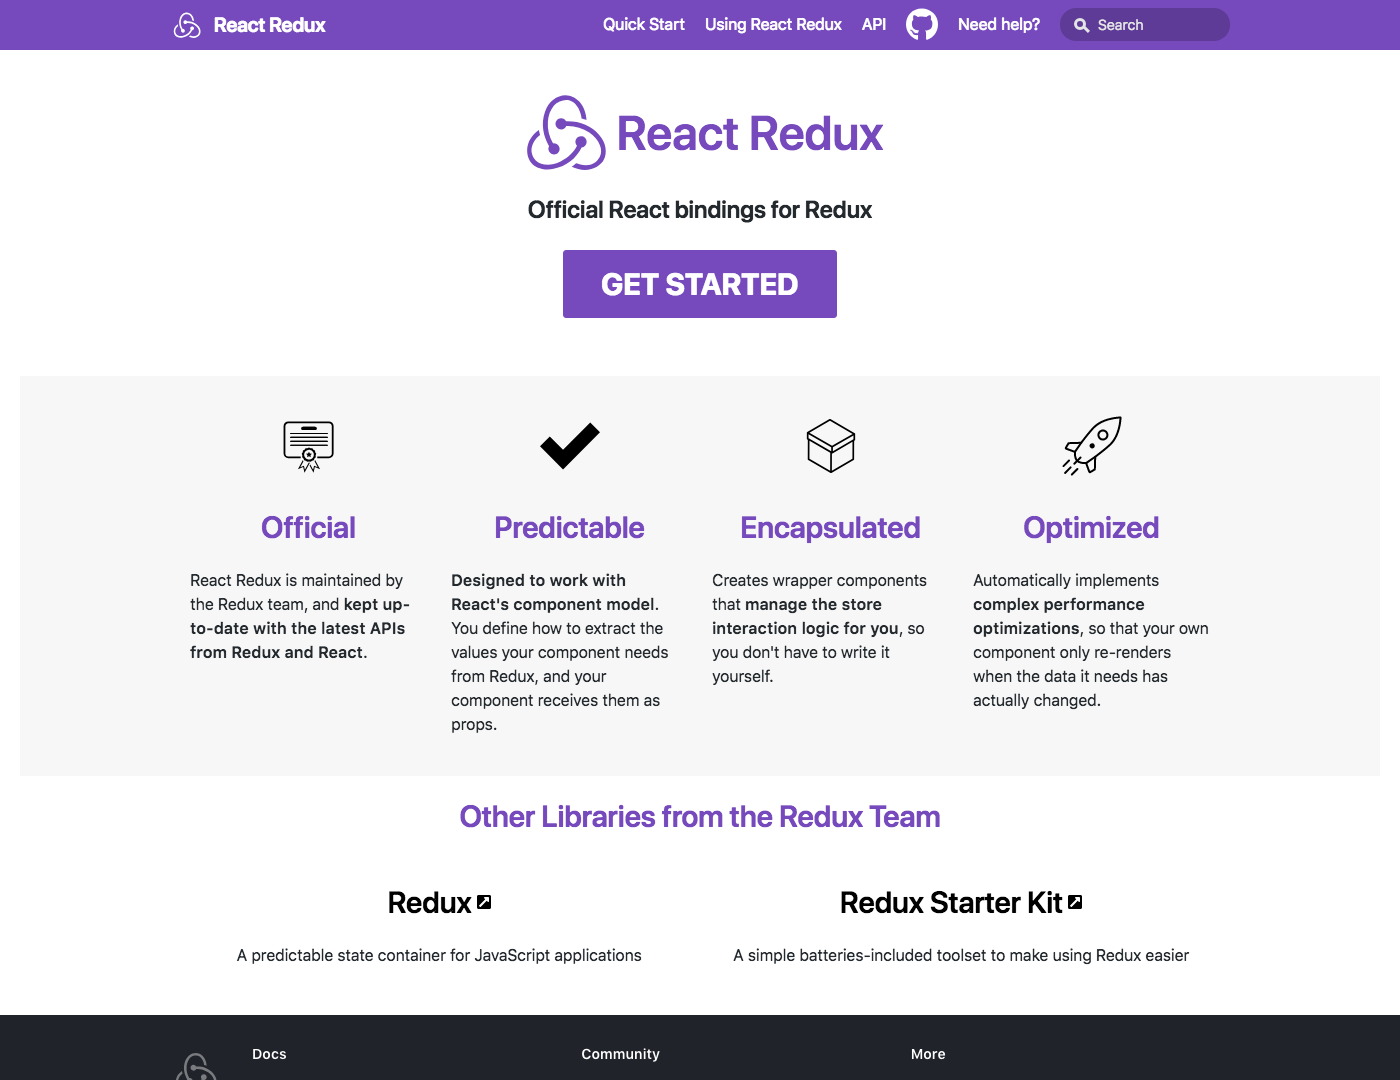 React Redux
Quick Start
Using React Redux
API
Need help?
Search
React Redux
Official React bindings for Redux
GET STARTED
Official
React Redux is maintained by
the Redux team, and kept up-
to-date with the latest APIs
from Redux and React.
Predictable
Designed to work with
React's component model.
You define how to extract the
values your component needs
from Redux, and your
component receives them as
props.
Encapsulated
Creates wrapper components
that manage the store
interaction logic for you, so
you don't have to write it
yourself.
Optimized
Automatically implements
complex performance
optimizations, so that your own
component only re-renders
when the data it needs has
actually changed.
Other Libraries from the Redux Team
Redux
A predictable state container for JavaScript applications
Redux Starter Kit
A simple batteries-included toolset to make using Redux easier
Docs
Community
More